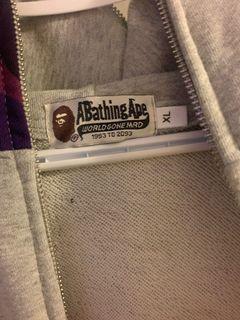 A Bathing Ape
WORLD GONE MAD
1993 TO 2093
XL